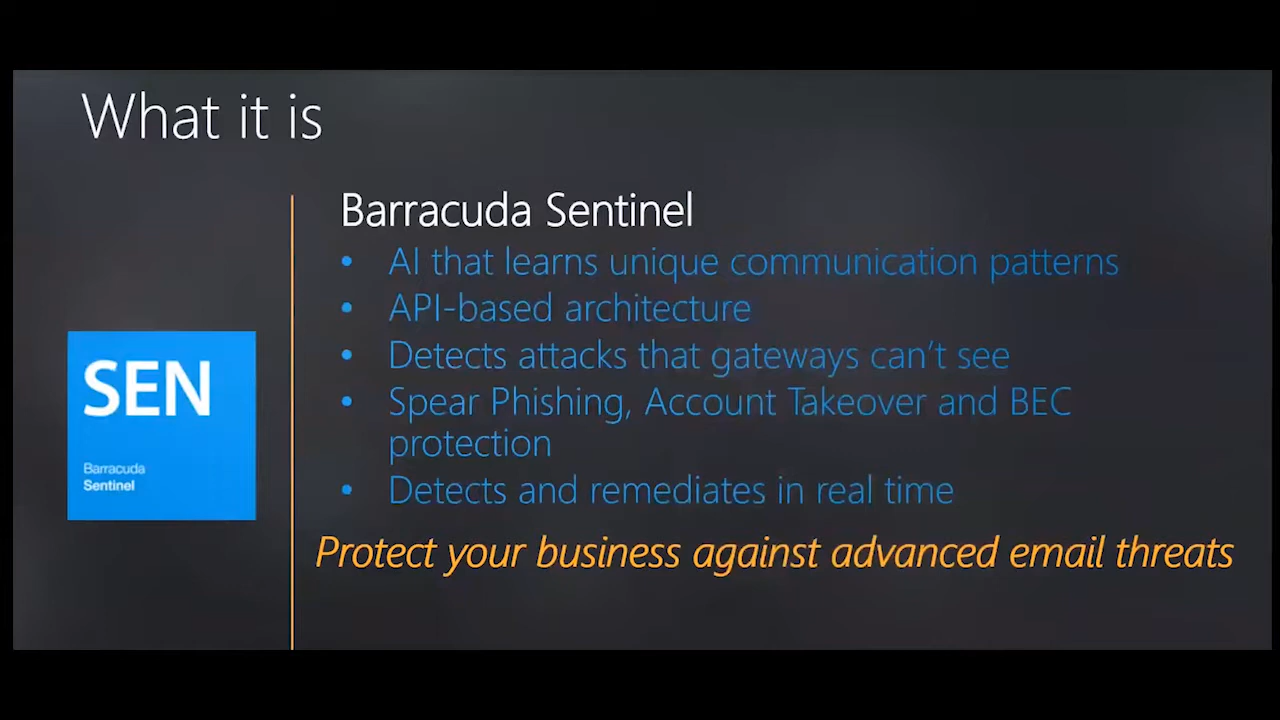 What it is
Barracuda Sentinel
• AI that learns unique communication patterns
• API-based architecture
• Detects attacks that gateways can't see
• Spear Phishing, Account Takeover and BEC
protection
• Detects and remediates in real time
Protect your business against advanced email threats
SEN
Barracuda
Sentinel